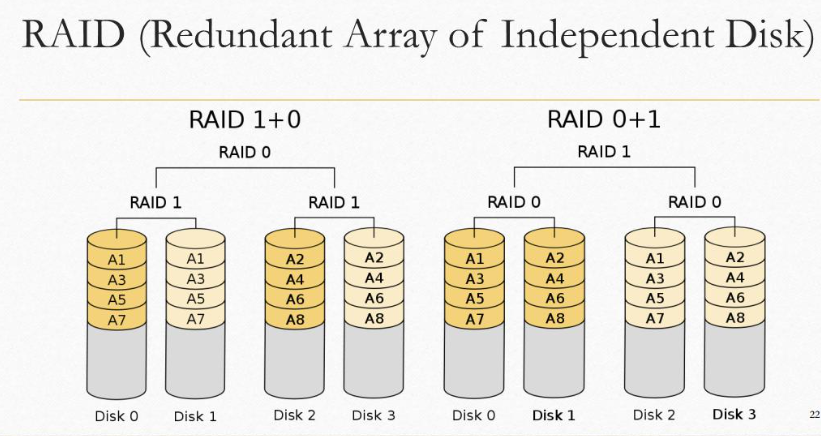 RAID (Redundant Array of Independent Disk)
RAID 1+0
RAID 0
RAID 1
RAID 1
A1
A3
A5
A7
A1
A3
A5
A7
A2
A4
A6
A8
A2
A4
A6
A8
Disk 0
Disk 1
Disk 2
Disk 3
RAID 0+1
RAID 1
RAID 0
RAID 0
A1
A3
A5
A7
A2
A4
A6
A8
A1
A3
A5
A7
A2
A4
A6
A8
Disk 0
Disk 1
Disk 2
Disk 3
22